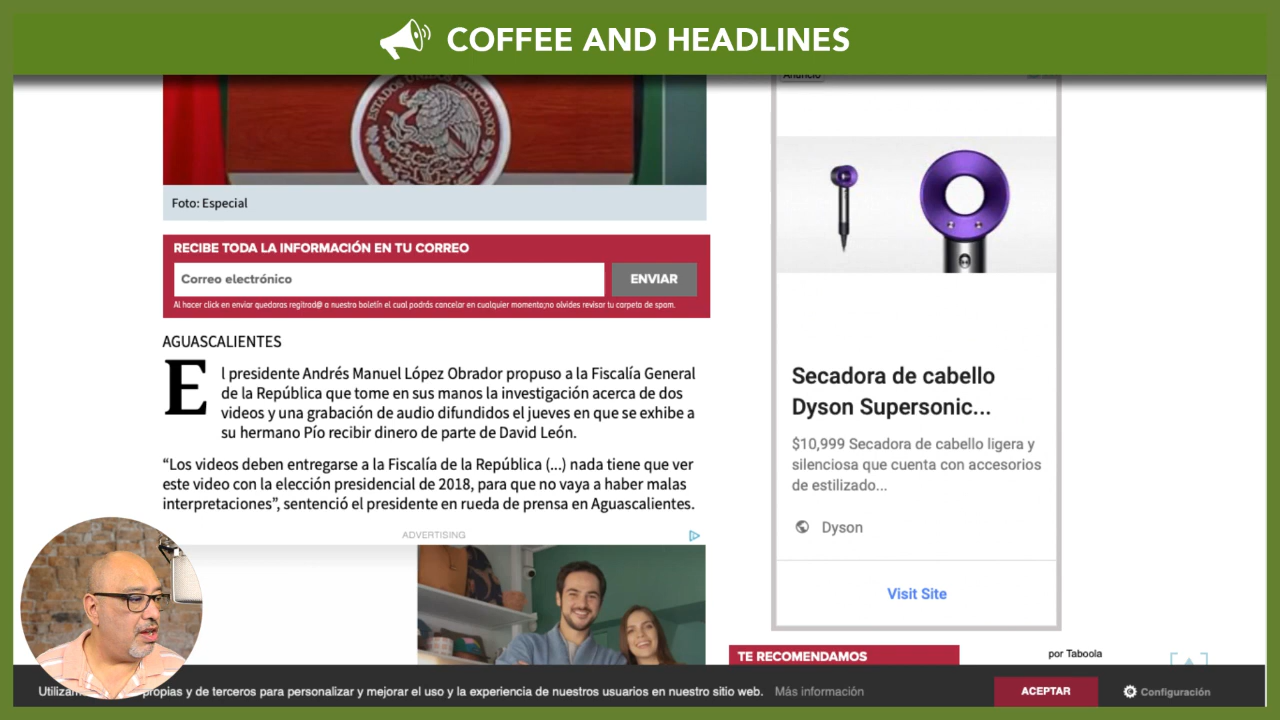 COFFEE AND HEADLINES
ESTADOS UNIDOS MEXICANOS
Anuncio
Foto: Especial
RECIBE TODA LA INFORMACIÓN EN TU CORREO
Correo electrónico
ENVIAR
Al hacer click en enviar quedaras regitrad@ a nuestro boletín el cual podrás cancelar en cualquier momento;no olvides revisar tu carpeta de spam.
AGUASCALIENTES
El presidente Andrés Manuel López Obrador propuso a la Fiscalía General
de la República que tome en sus manos la investigación acerca de dos
videos y una grabación de audio difundidos el jueves en que se exhibe a
su hermano Pío recibir dinero de parte de David León.
“Los videos deben entregarse a la Fiscalía de la República (...) nada tiene que ver
este video con la elección presidencial de 2018, para que no vaya a haber malas
interpretaciones”, sentenció el presidente en rueda de prensa en Aguascalientes.
ADVERTISING
Secadora de cabello
Dyson Supersonic...
$10,999 Secadora de cabello ligera y
silenciosa que cuenta con accesorios
de estilizado...
Dyson
Visit Site
TE RECOMENDAMOS
por Taboola
propias y de terceros para personalizar y mejorar el uso y la experiencia de nuestros usuarios en nuestro sitio web. Más información
ACEPTAR
Configuración